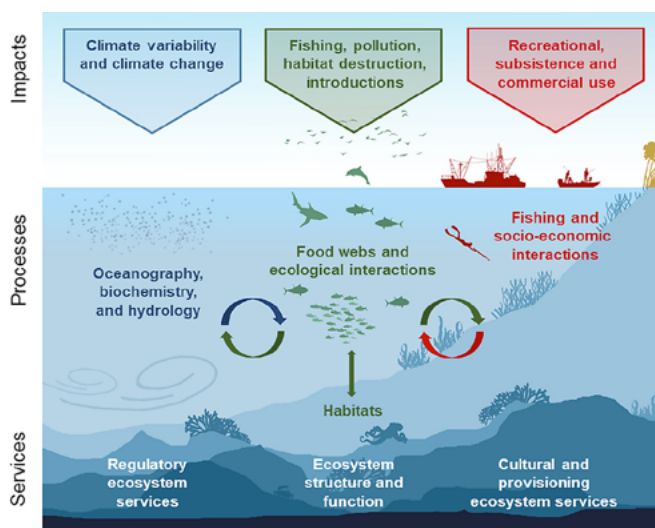 Impacts
Climate variability
and climate change
Fishing, pollution,
habitat destruction,
introductions
Recreational,
subsistence and
commercial use
Processes
Oceanography,
biochemistry,
and hydrology
Food webs and
ecological interactions
Fishing and
socio-economic
interactions
Habitats
Services
Regulatory
ecosystem
services
Ecosystem
structure and
function
Cultural and
provisioning
ecosystem services